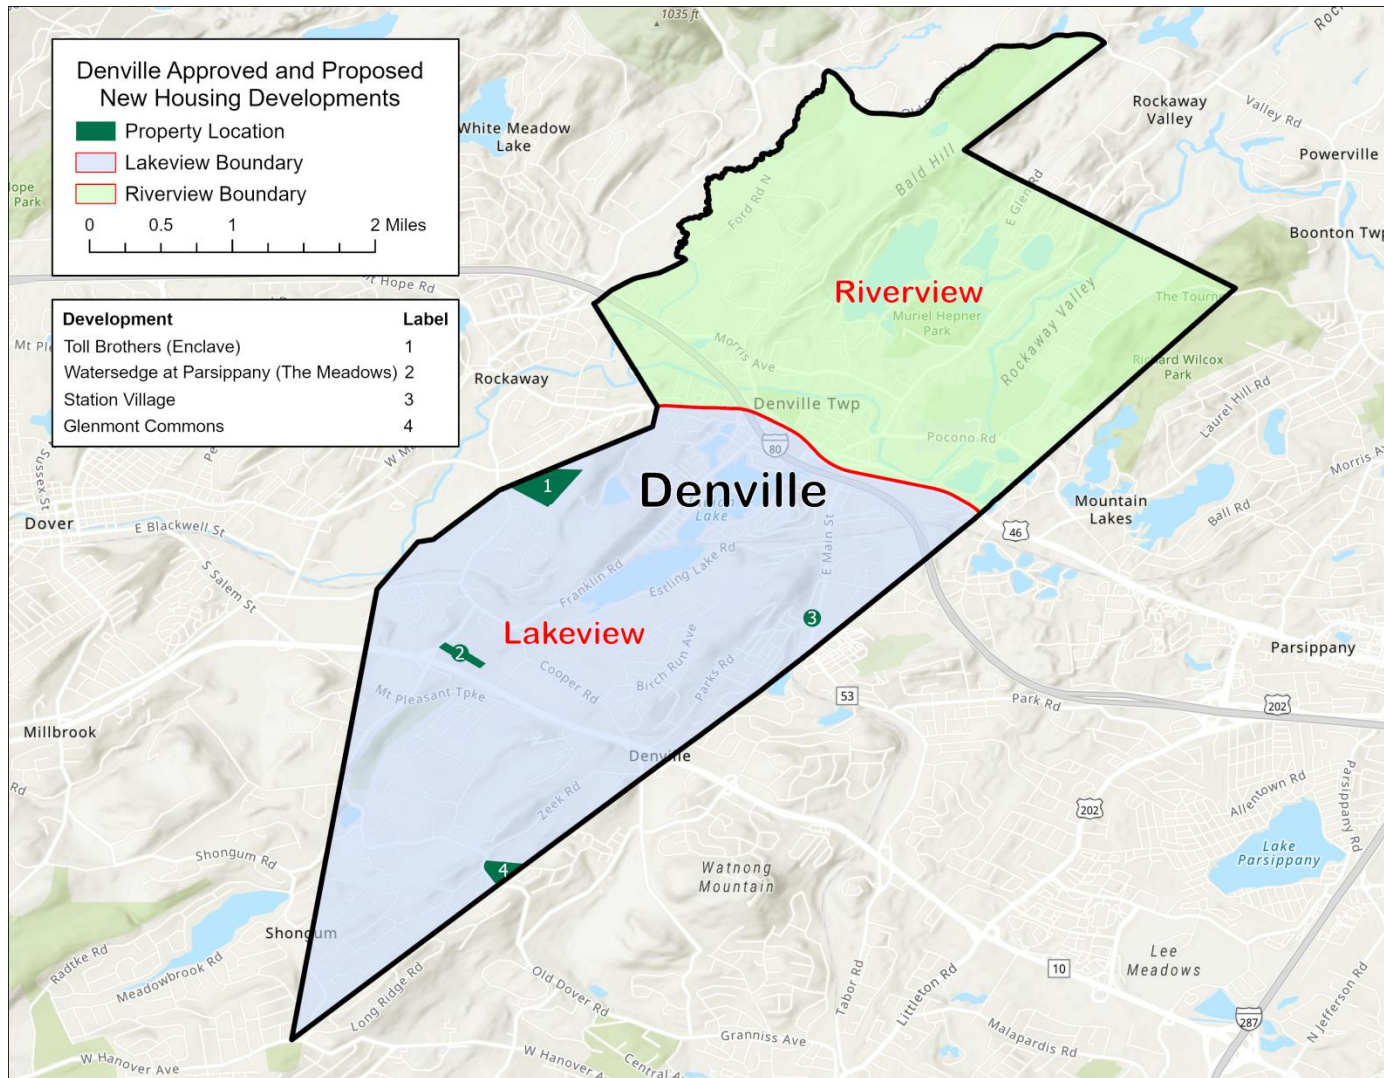 1035 ft
Denville Approved and Proposed
New Housing Developments
Property Location
Lakeview Boundary
Riverview Boundary
0 0.5 1 2 Miles
Development Label
Toll Brothers (Enclave) 1
Watersedge at Parsippany (The Meadows) 2
Station Village 3
Glenmont Commons 4
White Meadow
Lake
Rockaway
Valley
Valley Rd
Powerville
Boonton Twp
Bald Hill
Ford Rd N
E Glen Rd
Riverview
Muriel Hepner
Park
Rockaway Valley
The Tourne
Richard Wilcox
Park
Laurel Hill Rd
Morris Ave
Denville Twp
Pocono Rd
80
Rockaway
Hope Rd
Denville
Lake
Mountain
Lakes
Ball Rd
46
1
Dover
E Blackwell St
S Salem St
N Sussex St
Franklin Rd
Estling Lake Rd
E Main St
3
Lakeview
2
Cooper Rd
Birch Run Ave
Parks Rd
Mt Pleasant Tpke
Millbrook
53
Park Rd
202
Parsippany
Denville
Zeek Rd
202
Allentown Rd
Parsippany Rd
Lake
Parsippany
Watnong
Mountain
4
Shongum Rd
Shongum
Radtke Rd
Meadowbrook Rd
Long Ridge Rd
Old Dover Rd
Tabor Rd
Littleton Rd
10
Lee
Meadows
287
N Jefferson Rd
Malapardis Rd
Granniss Ave
W Hanover Ave
W Hanover Av
Central Av